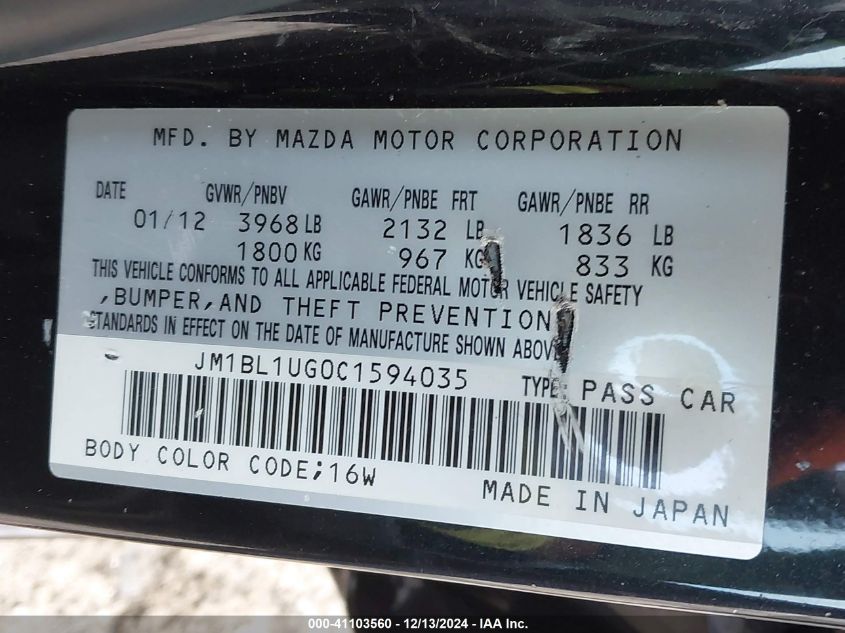 MFD. BY MAZDA MOTOR CORPORATION
DATE GVWR/PNBV GAWR/PNBE FRT GAWR/PNBE RR
01/12 3968 LB 2132 LB 1836 LB
1800 KG 967 KG 833 KG
THIS VEHICLE CONFORMS TO ALL APPLICABLE FEDERAL MOTOR VEHICLE SAFETY
,BUMPER,AND THEFT PREVENTION
STANDARDS IN EFFECT ON THE DATE OF MANUFACTURE SHOWN ABOVE
JM1BL1UG0C1594035 TYPE: PASS CAR
BODY COLOR CODE;16W
MADE IN JAPAN
000-41103560 - 12/13/2024 - IAA Inc.